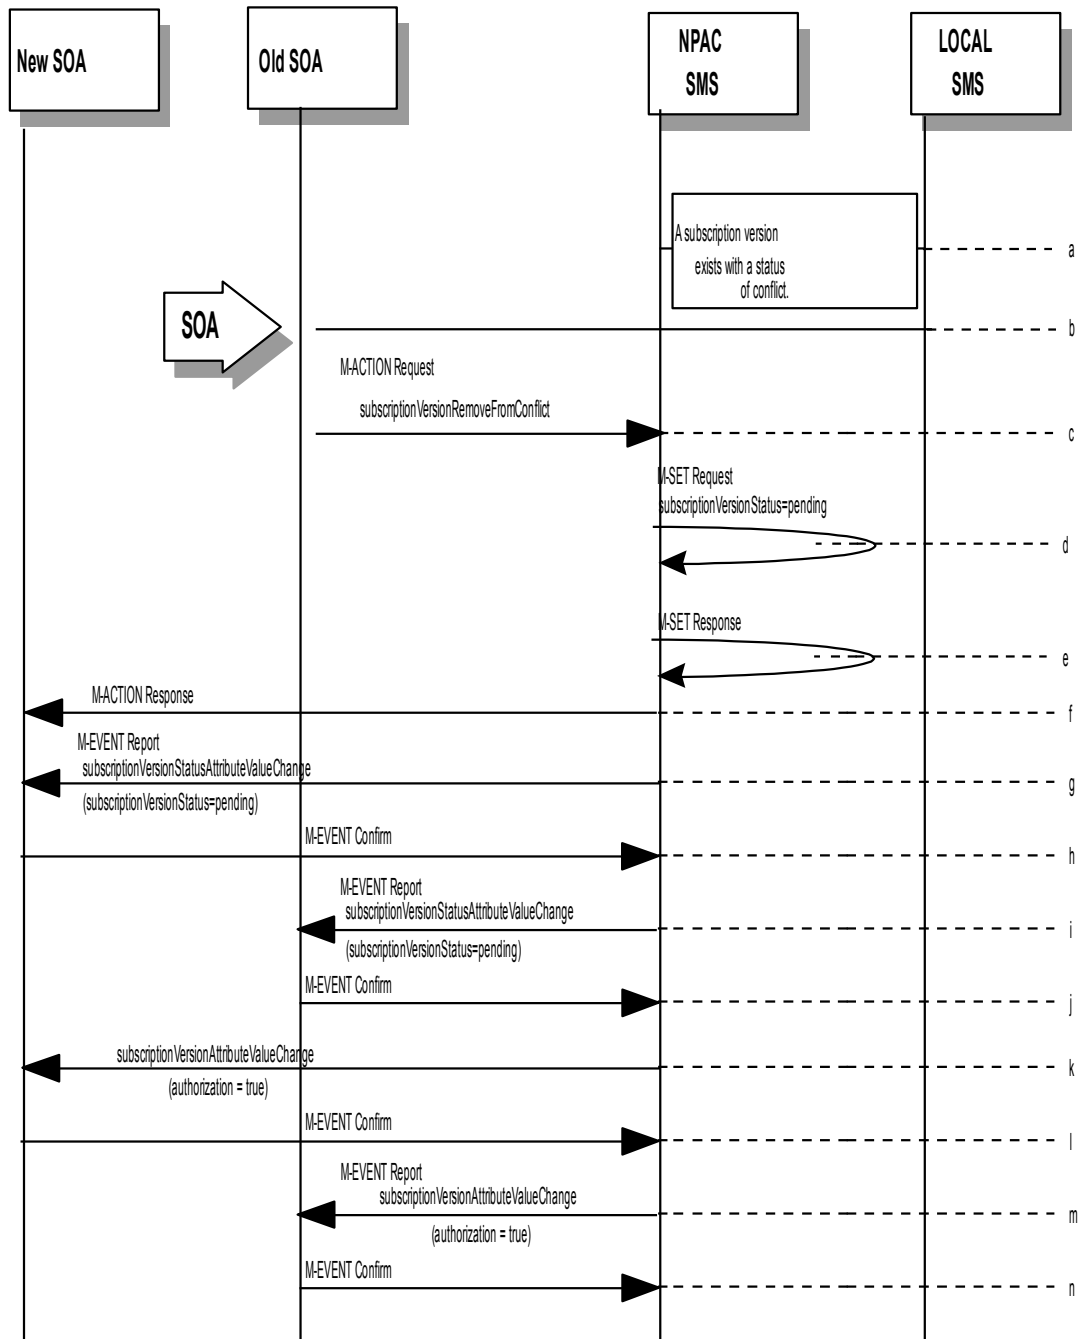 New SOA
Old SOA
NPAC
SMS
LOCAL
SMS
A subscription version
exists with a status
of conflict.
a
SOA
b
M-ACTION Request
subscriptionVersionRemoveFromConflict
c
M-SET Request
subscriptionVersionStatus=pending
d
M-SET Response
e
M-ACTION Response
f
M-EVENT Report
subscriptionVersionStatusAttributeValueChange
(subscriptionVersionStatus=pending)
g
M-EVENT Confirm
h
M-EVENT Report
subscriptionVersionStatusAttributeValueChange
(subscriptionVersionStatus=pending)
i
M-EVENT Confirm
j
subscriptionVersionAttributeValueChange
(authorization = true)
k
M-EVENT Confirm
l
M-EVENT Report
subscriptionVersionAttributeValueChange
(authorization = true)
m
M-EVENT Confirm
n